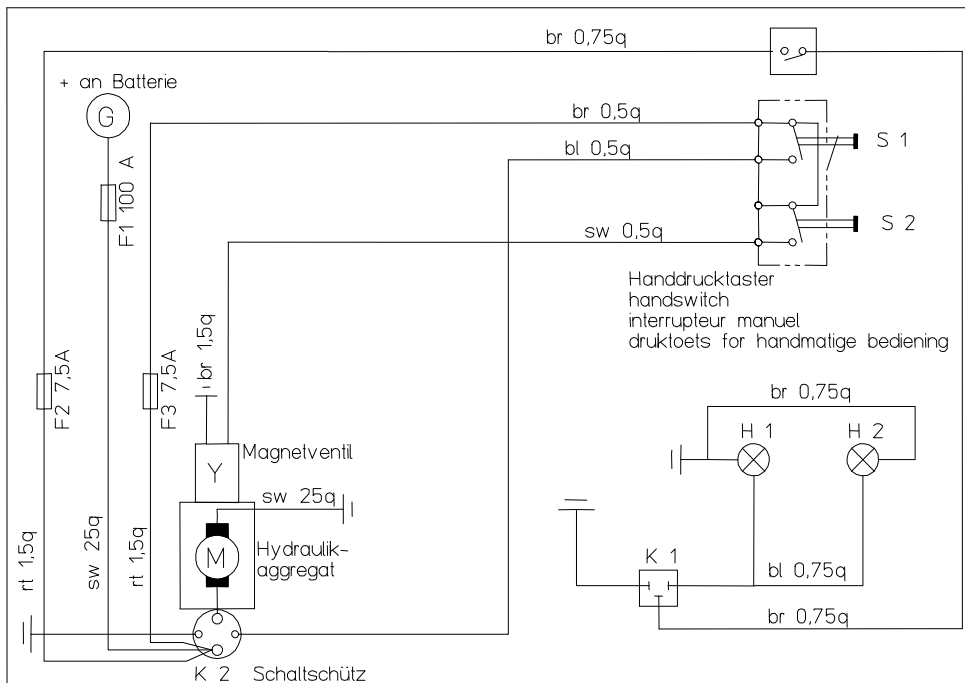 br 0,75q
+ an Batterie
G
br 0,5q
S 1
bl 0,5q
F1 100 A
S 2
sw 0,5q
Handdrucktaster
handswitch
interrupteur manuel
druktoets for handmatige bediening
br 1,5q
F2 7,5A
F3 7,5A
br 0,75q
H 1
H 2
Magnetventil
Y
sw 25q
rt 1,5q
sw 25q
rt 1,5q
M
Hydraulik-
aggregat
K 1
bl 0,75q
br 0,75q
K 2 Schaltschütz